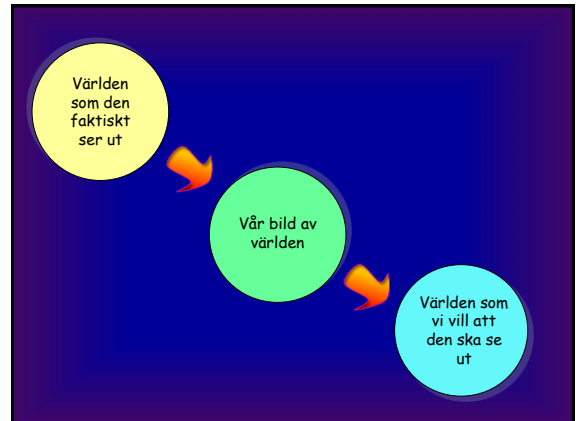 Världen
som den
faktiskt
ser ut
Vår bild av
världen
Världen som
vi vill att
den ska se
ut